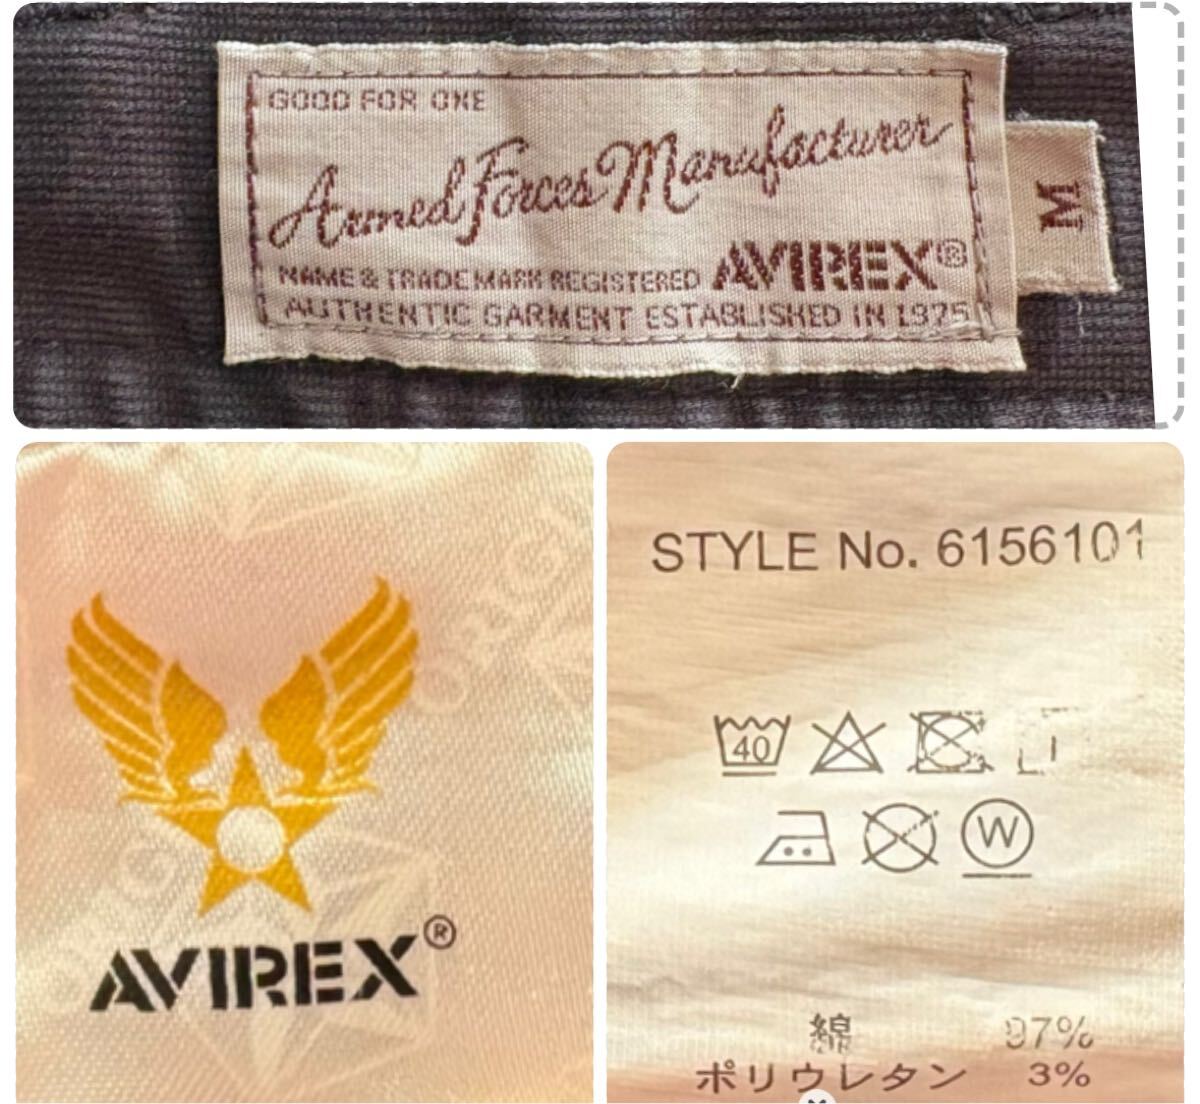 GOOD FOR ONE
Armed Forces Manufacturer
NAME & TRADE MARK REGISTERED AVIREX®
AUTHENTIC GARMENT ESTABLISHED IN 1975
M
AVIREX®
STYLE No. 6156101
40
W
綿 97%
ポリウレタン 3%